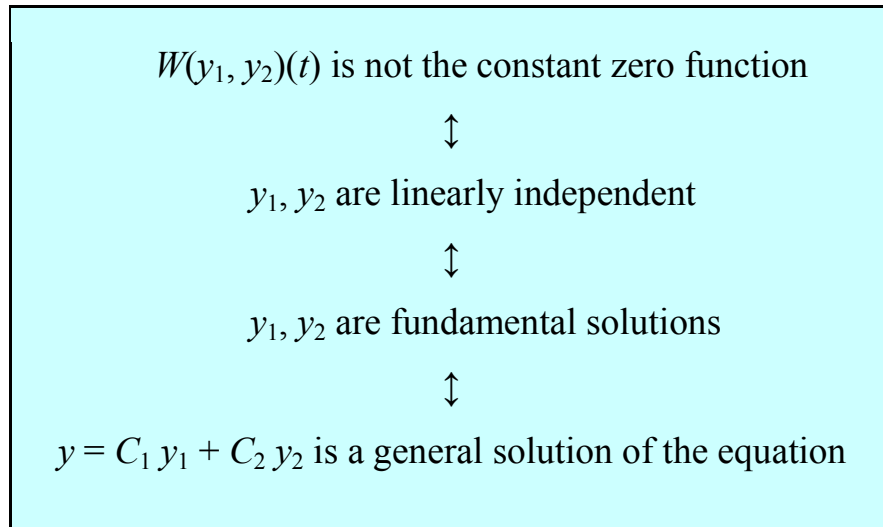 W(y₁, y₂)(t) is not the constant zero function
↕
y₁, y₂ are linearly independent
↕
y₁, y₂ are fundamental solutions
↕
y = C₁ y₁ + C₂ y₂ is a general solution of the equation